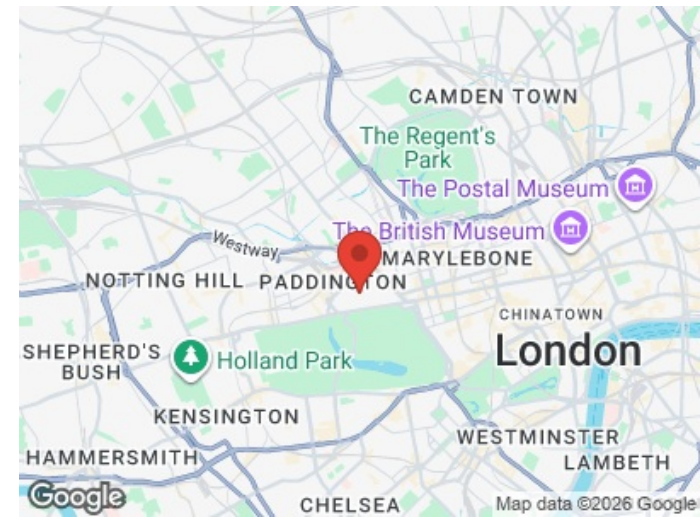 CAMDEN TOWN
The Regent's
Park
The Postal Museum
The British Museum
Westway
MARYLEBONE
NOTTING HILL
PADDINGTON
CHINATOWN
London
SHEPHERD'S
BUSH
Holland Park
KENSINGTON
WESTMINSTER
HAMMERSMITH
LAMBETH
CHELSEA
Google
Map data ©2026 Google